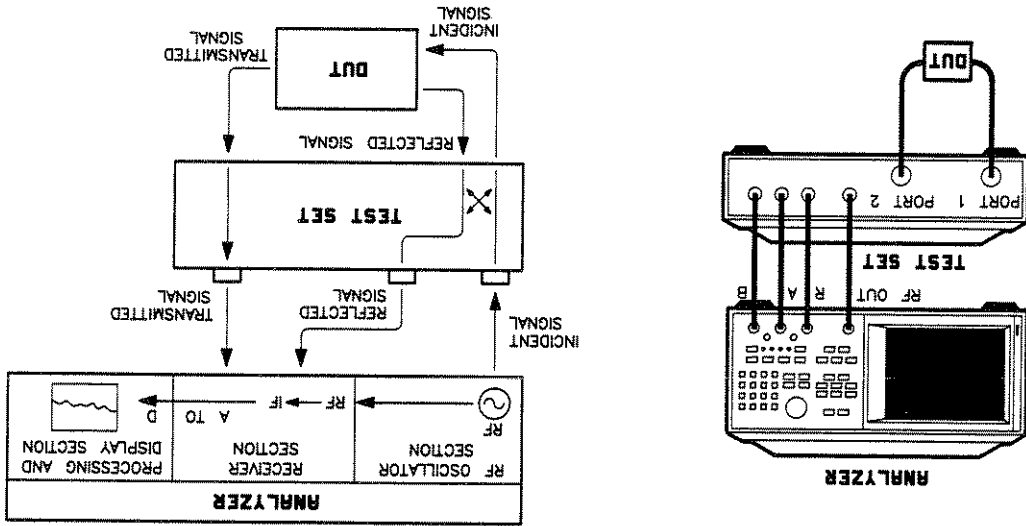 ANALYZER
RF OUT R A B
TEST SET
PORT 1 PORT 2
DUT
ANALYZER
RF OSCILLATOR
SECTION
RECEIVER
SECTION
PROCESSING AND
DISPLAY SECTION
RF
RF IF
A TO D
INCIDENT
SIGNAL
REFLECTED
SIGNAL
TRANSMITTED
SIGNAL
TEST SET
REFLECTED SIGNAL
DUT
INCIDENT
SIGNAL
TRANSMITTED
SIGNAL